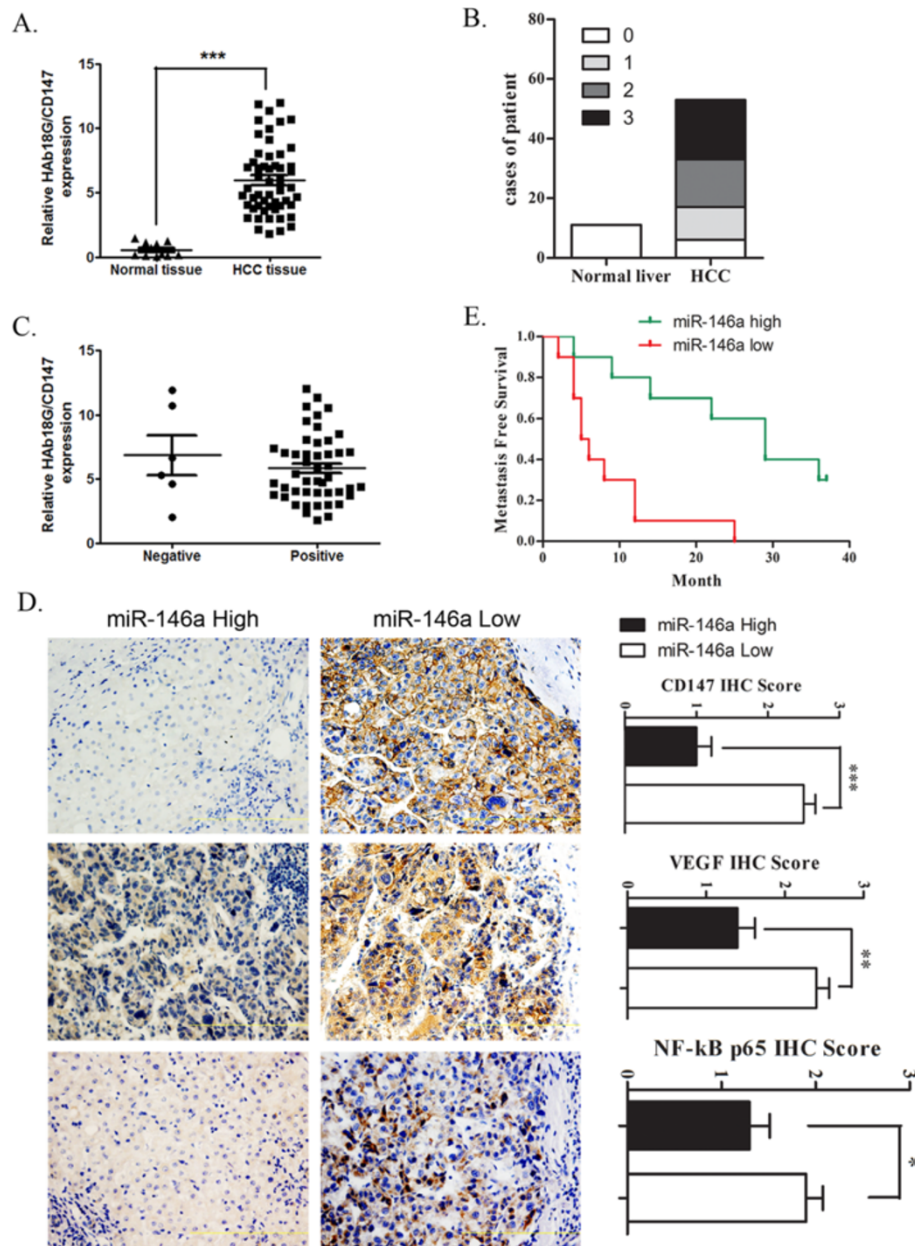 A.
***
Relative HAb18G/CD147
expression
15
10
5
0
Normal tissue
HCC tissue
B.
cases of patient
80
60
40
20
0
0
1
2
3
Normal liver
HCC
C.
Relative HAb18G/CD147
expression
15
10
5
0
Negative
Positive
E.
miR-146a high
miR-146a low
Metastasis Free Survival
1.0
0.8
0.6
0.4
0.2
0.0
0
10
20
30
40
Month
D.
miR-146a High
miR-146a Low
miR-146a High
miR-146a Low
CD147 IHC Score
0
1
2
3
***
VEGF IHC Score
0
1
2
3
**
NF-kB p65 IHC Score
0
1
2
3
*